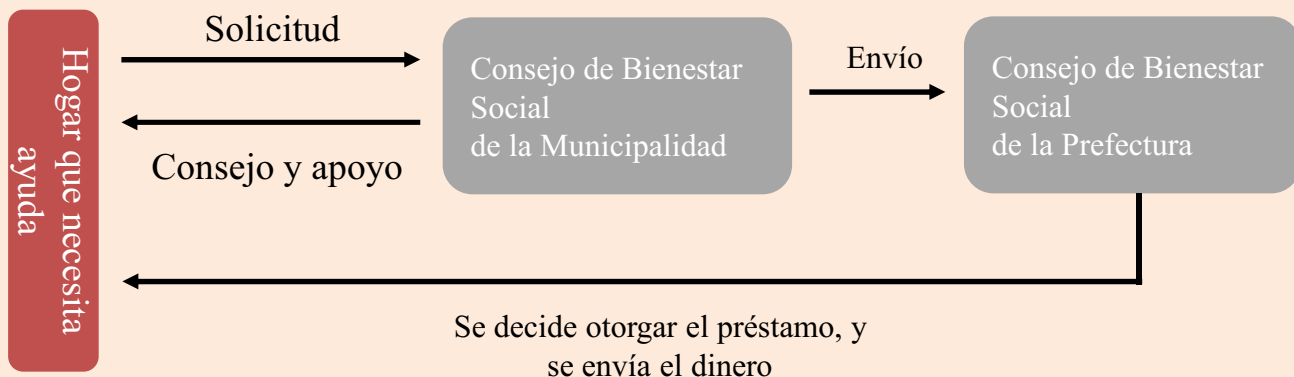 Hogar que necesita
ayuda
Solicitud
Consejo y apoyo
Consejo de Bienestar
Social
de la Municipalidad
Envío
Consejo de Bienestar
Social
de la Prefectura
Se decide otorgar el préstamo, y
se envía el dinero